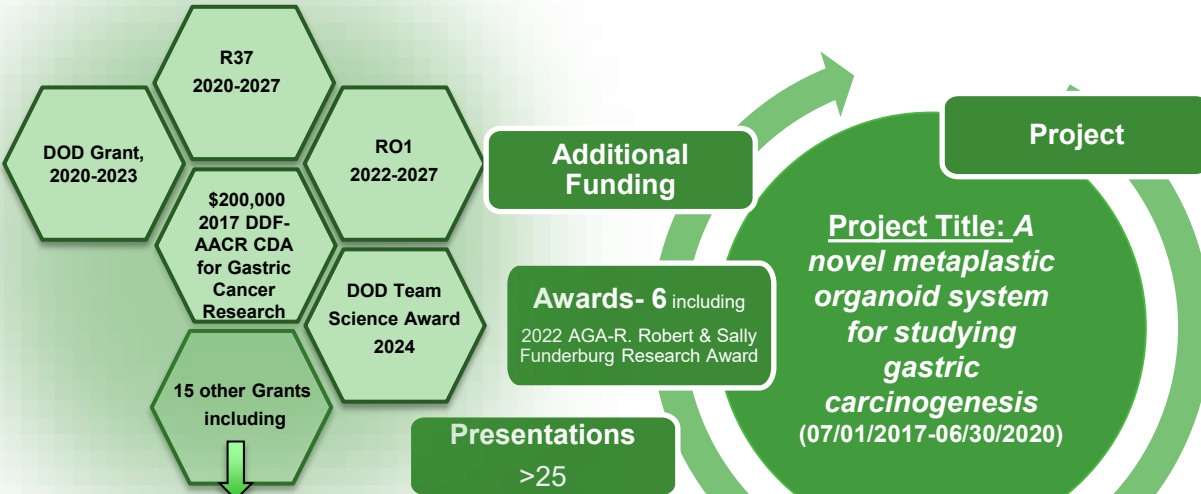 R37
2020-2027
DOD Grant,
2020-2023
RO1
2022-2027
$200,000
2017 DDF-
AACR CDA
for Gastric
Cancer
Research
DOD Team
Science Award
2024
15 other Grants
including
Additional
Funding
Awards- 6 including
2022 AGA-R. Robert & Sally
Funderburg Research Award
Presentations
>25
Project
Project Title: A
novel metaplastic
organoid system
for studying
gastric
carcinogenesis
(07/01/2017-06/30/2020)